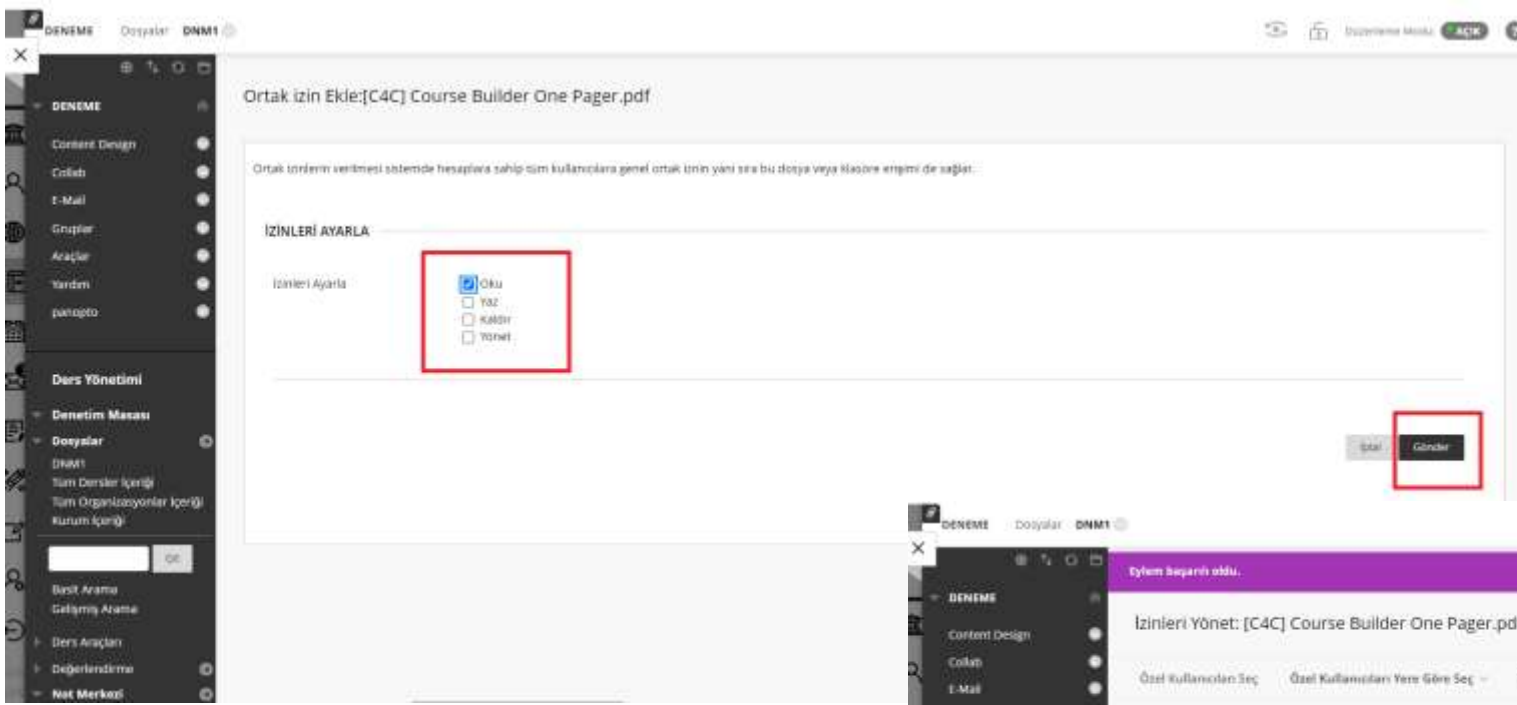 DENEME Dosyalar DNM1
Düzenleme Modu: AÇIK
DENEME
Content Design
Collab
E-Mail
Gruplar
Araçlar
Yardım
panopto
Ders Yönetimi
Denetim Masası
Dosyalar
DNM1
Tüm Dersler İçeriği
Tüm Organizasyonlar İçeriği
Kurum İçeriği
Git
Basit Arama
Gelişmiş Arama
Ders Araçları
Değerlendirme
Not Merkezi
Ortak izin Ekle:[C4C] Course Builder One Pager.pdf
Ortak izinlerin verilmesi sistemde hesaplara sahip tüm kullanıcılara genel ortak iznin yanı sıra bu dosya veya klasöre erişimi de sağlar.
İZİNLERİ AYARLA
İzinleri Ayarla
Oku
Yaz
Kaldır
Yönet
İptal Gönder
DENEME Dosyalar DNM1
DENEME
Content Design
Collab
E-Mail
Eylem başarılı oldu.
İzinleri Yönet: [C4C] Course Builder One Pager.pd
Özel Kullanıcıları Seç Özel Kullanıcıları Yere Göre Seç